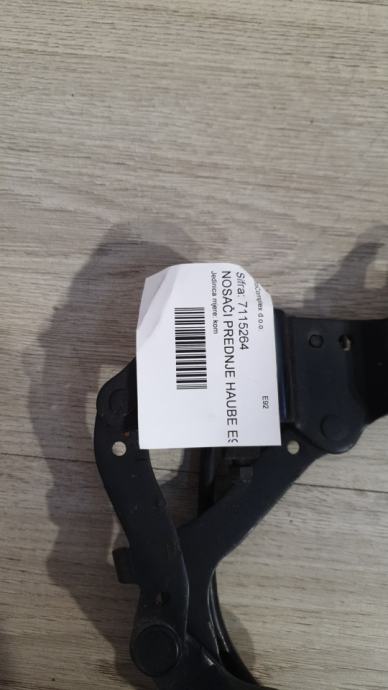 d.o.o.
E92
Šifra: 7115264
NOSAČI PREDNJE HAUBE
Jedinica mjere: kom